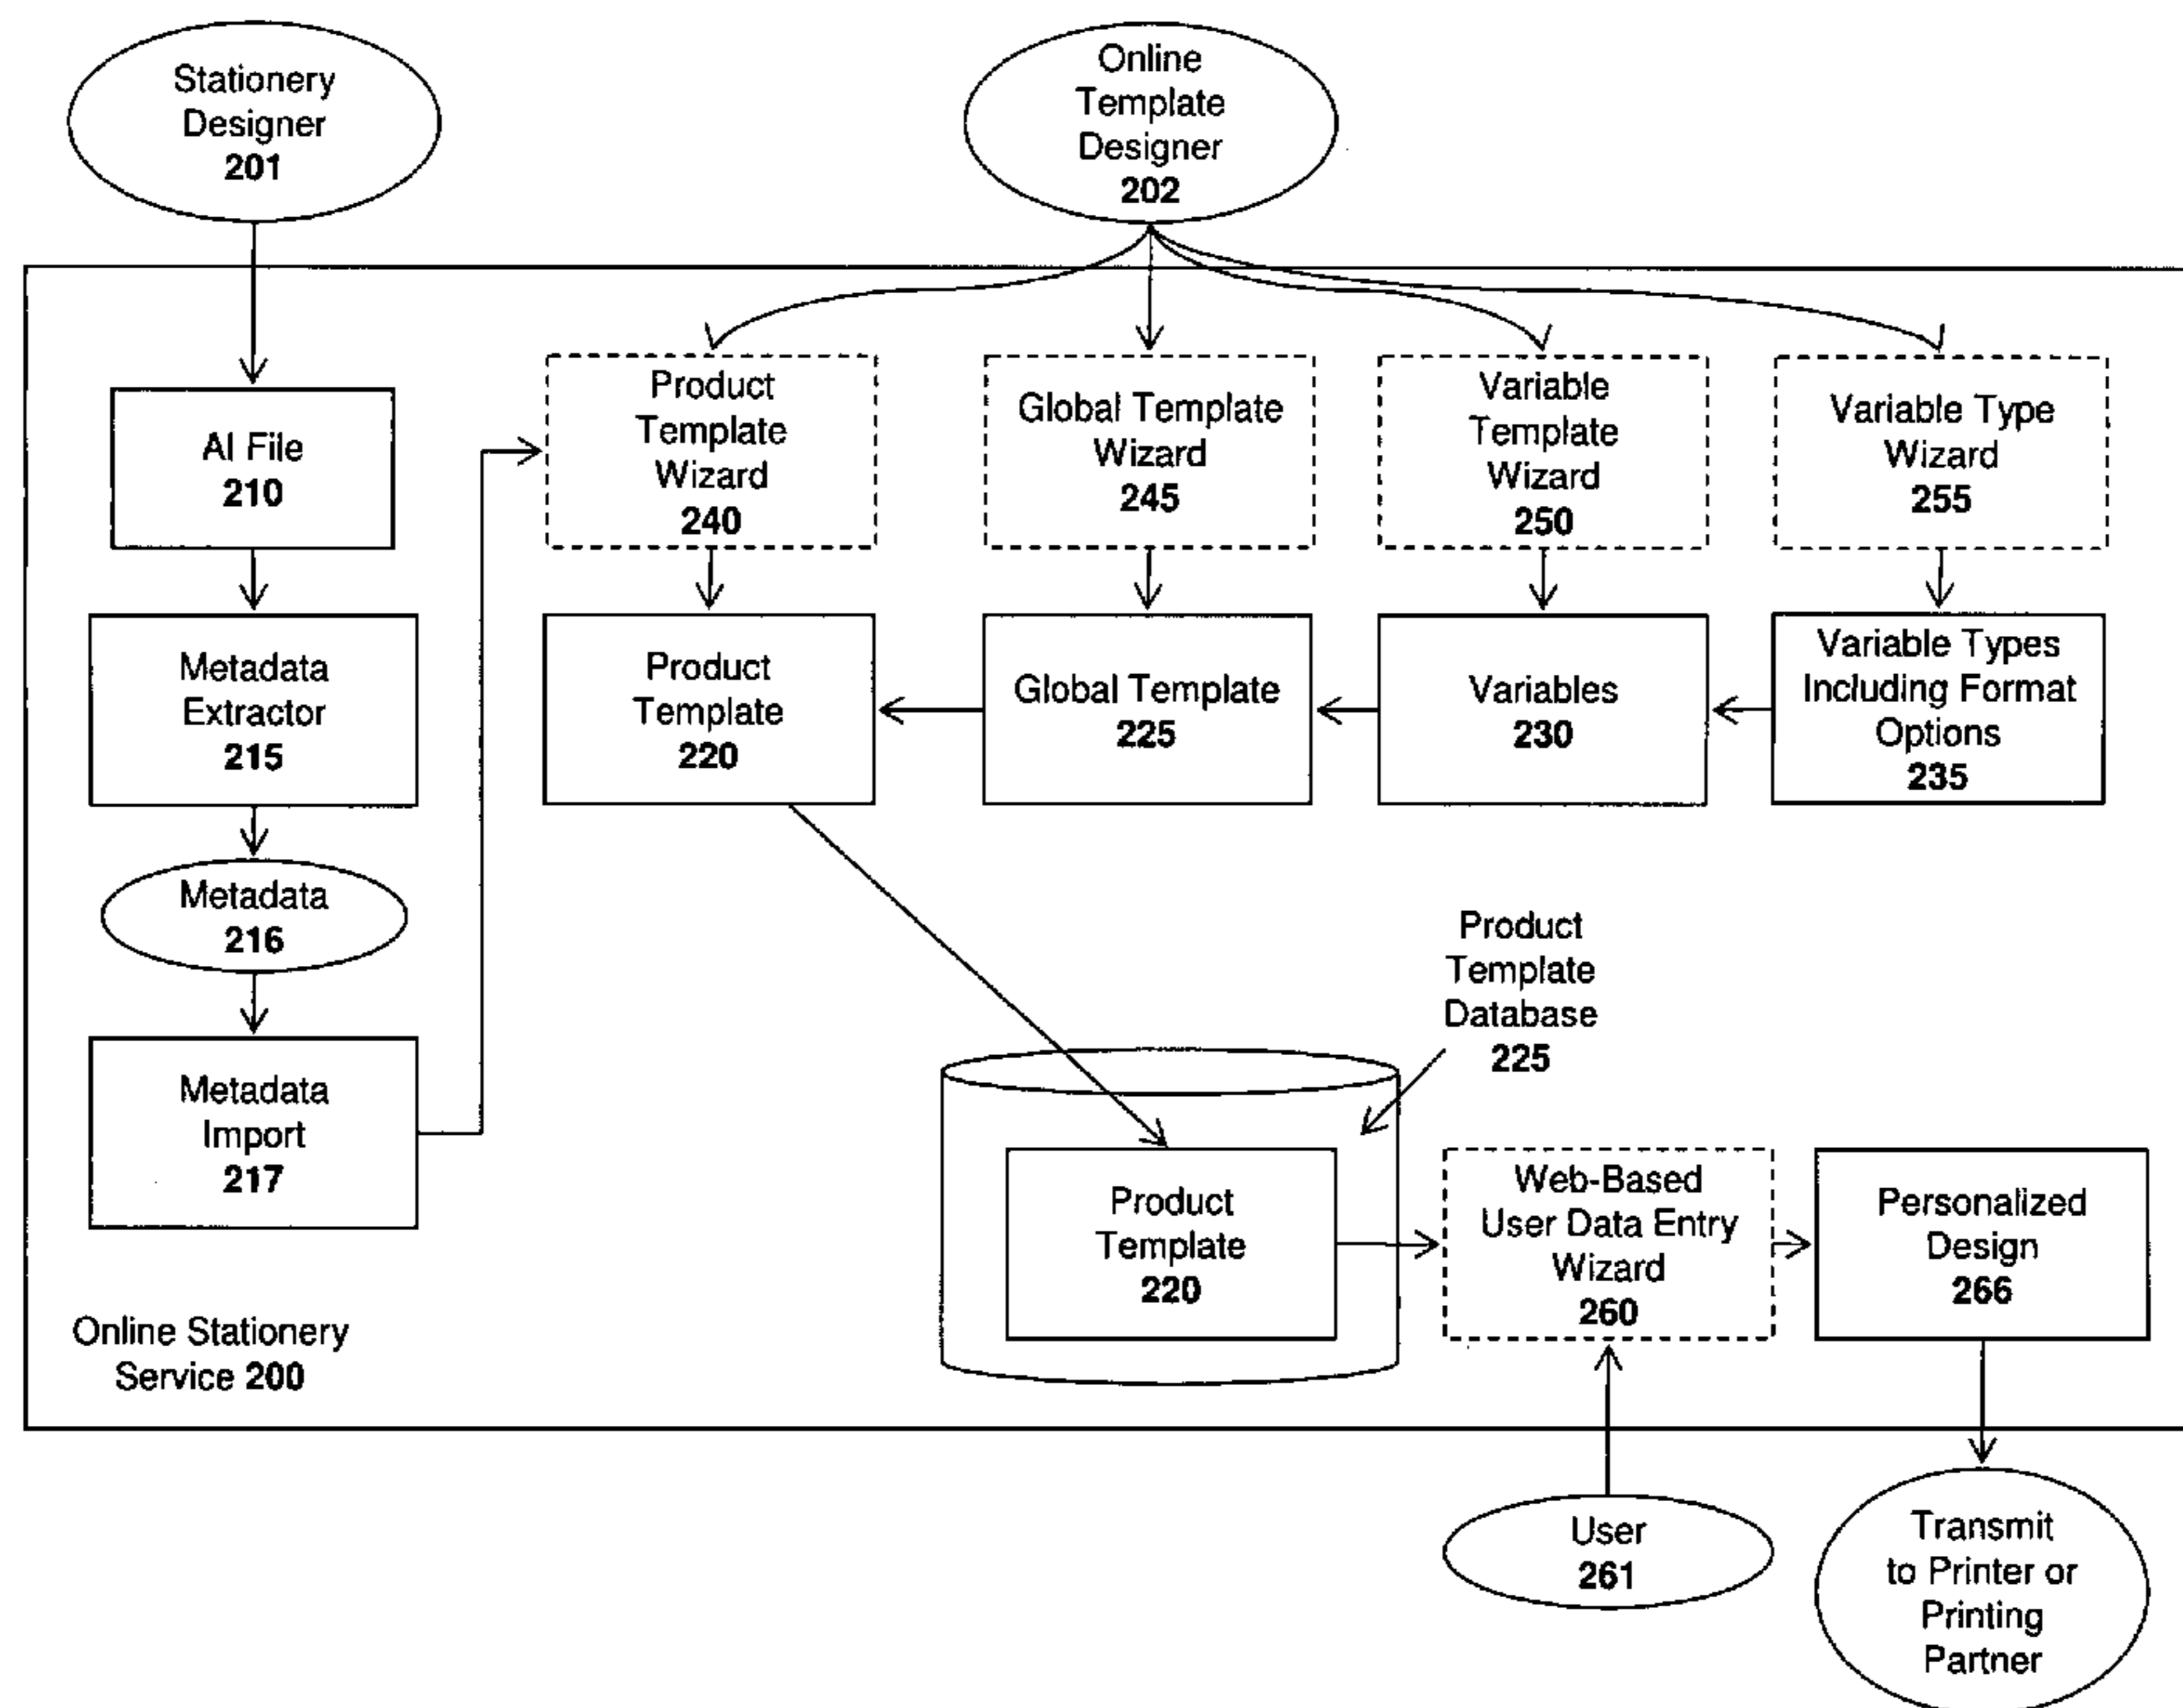 Stationery
Designer
201
Online
Template
Designer
202
AI File
210
Product
Template
Wizard
240
Global Template
Wizard
245
Variable
Template
Wizard
250
Variable Type
Wizard
255
Metadata
Extractor
215
Product
Template
220
Global Template
225
Variables
230
Variable Types
Including Format
Options
235
Metadata
216
Metadata
Import
217
Product
Template
Database
225
Product
Template
220
Web-Based
User Data Entry
Wizard
260
Personalized
Design
266
Online Stationery
Service 200
User
261
Transmit
to Printer or
Printing
Partner